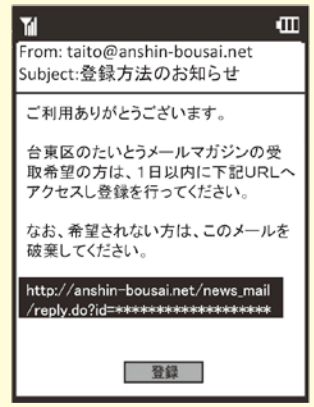 From: taito@anshin-bousai.net
Subject:登録方法のお知らせ
ご利用ありがとうございます。
台東区のたいとうメールマガジンの受
取希望の方は、1日以内に下記URLへ
アクセスし登録を行ってください。
なお、希望されない方は、このメールを
破棄してください。
http://anshin-bousai.net/news_mail
/reply.do?id=*******************
登録